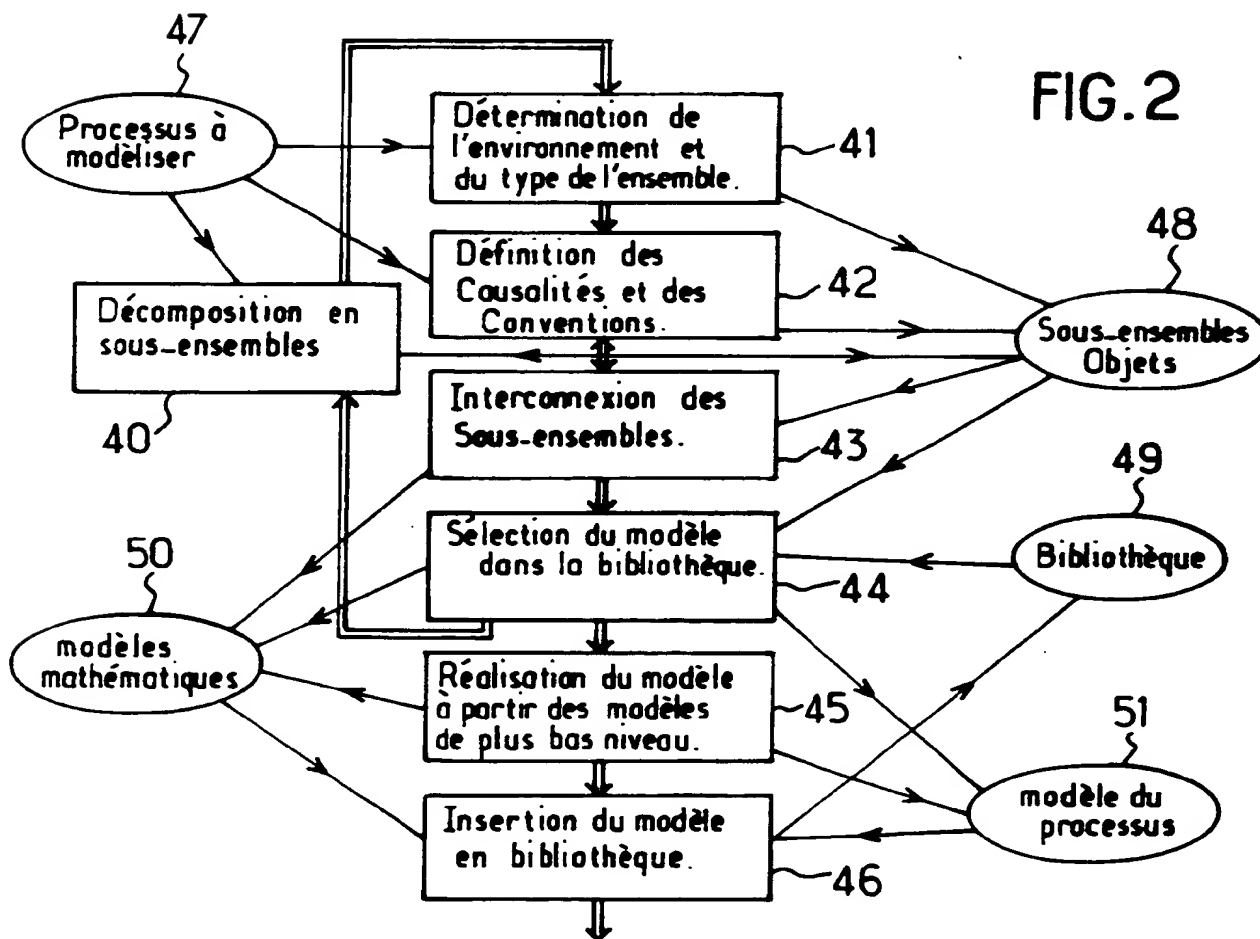 FIG. 2
47
Processus à
modèliser
Détermination de
l'environnement et
du type de l'ensemble.
41
Définition des
Causalités et des
Conventions.
42
48
Sous-ensembles
Objets
Décomposition en
sous-ensembles
40
Interconnexion des
Sous-ensembles.
43
49
Bibliothèque
Sélection du modèle
dans la bibliothèque.
44
50
modèles
mathématiques
Réalisation du modèle
à partir des modèles
de plus bas niveau.
45
51
modèle du
processus
Insertion du modèle
en bibliothèque.
46